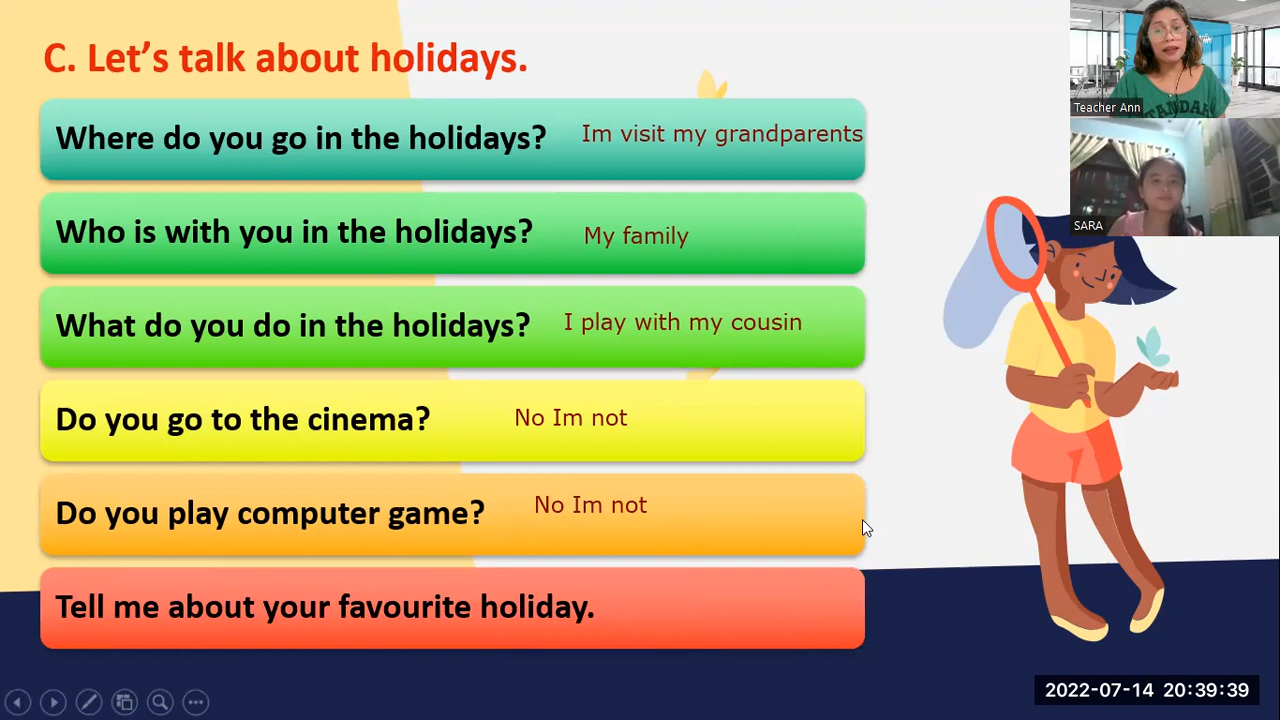 C. Let's talk about holidays.
Where do you go in the holidays? Im visit my grandparents
Who is with you in the holidays? My family
What do you do in the holidays? I play with my cousin
Do you go to the cinema? No Im not
Do you play computer game? No Im not
Tell me about your favourite holiday.
Teacher Ann
SARA
2022-07-14 20:39:39